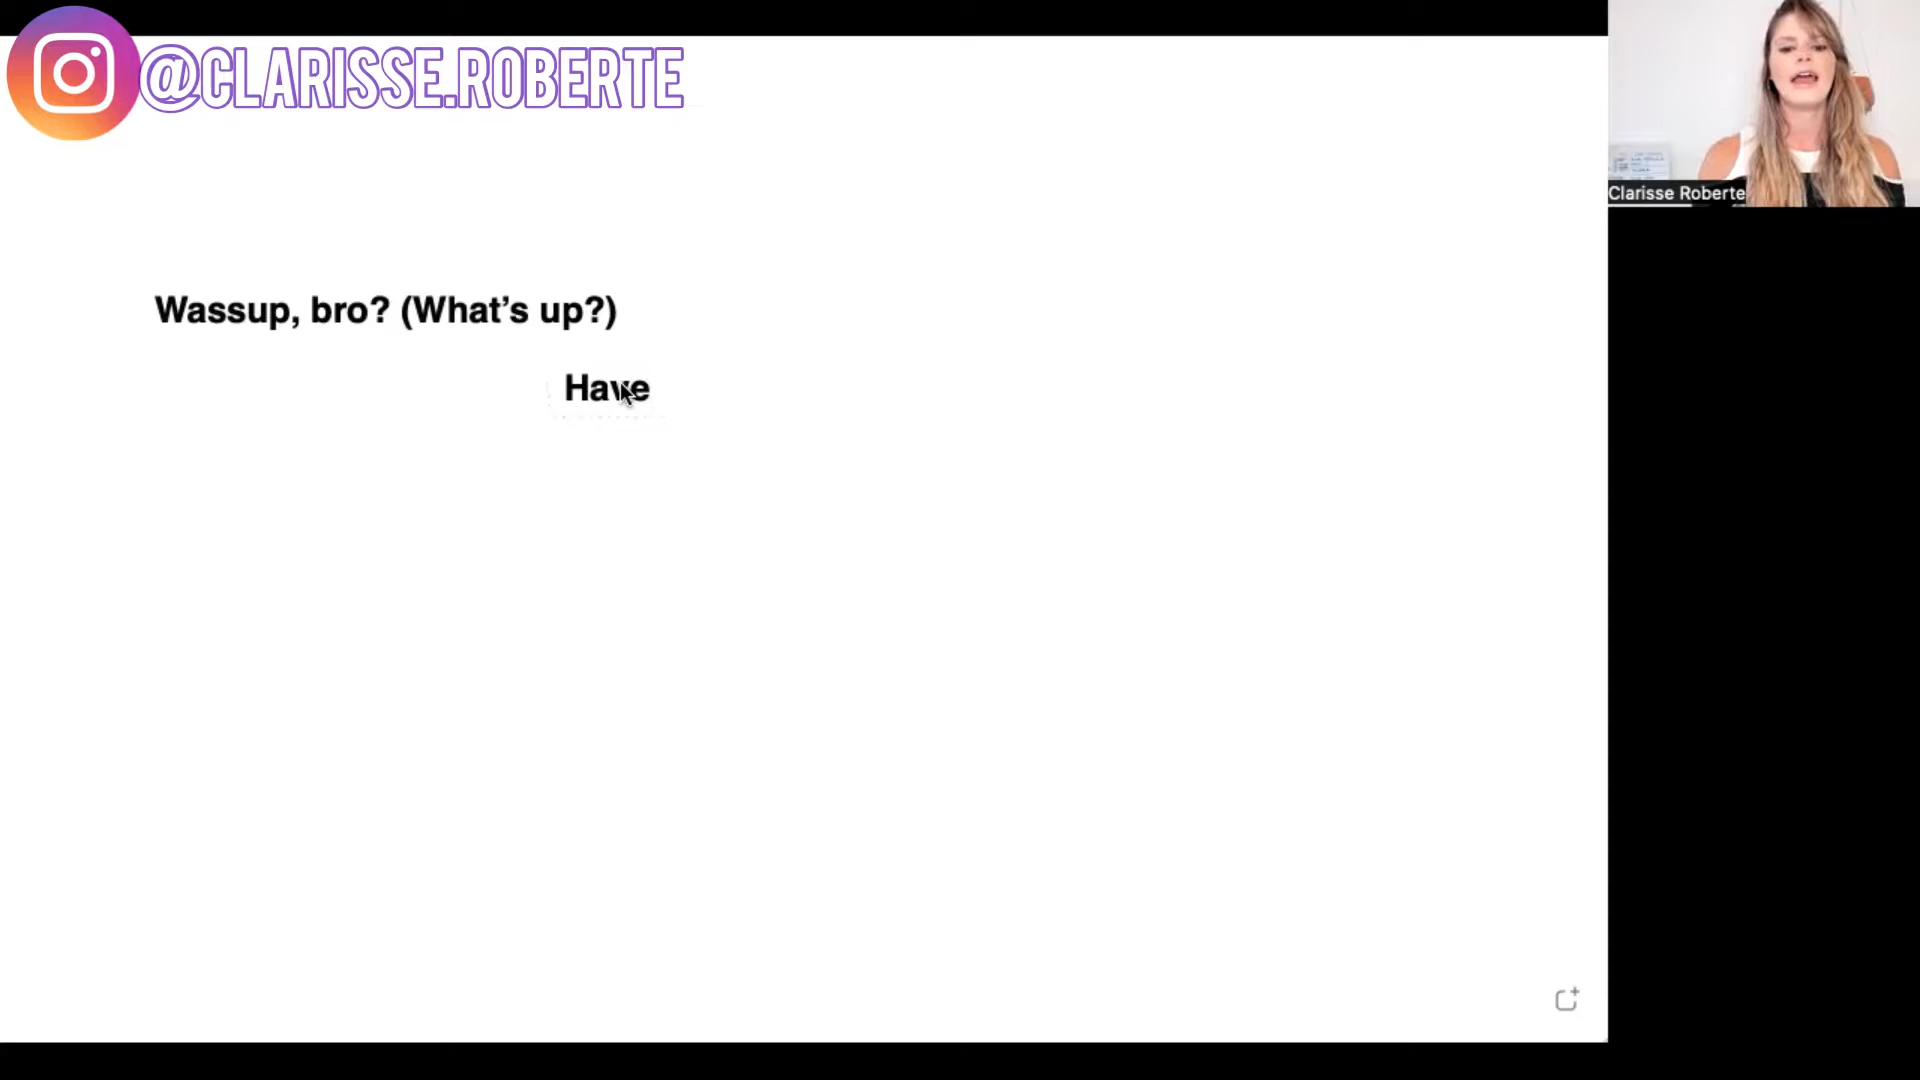 @CLARISSE.ROBERTE
Clarisse Roberte
Wassup, bro? (What’s up?)
Have